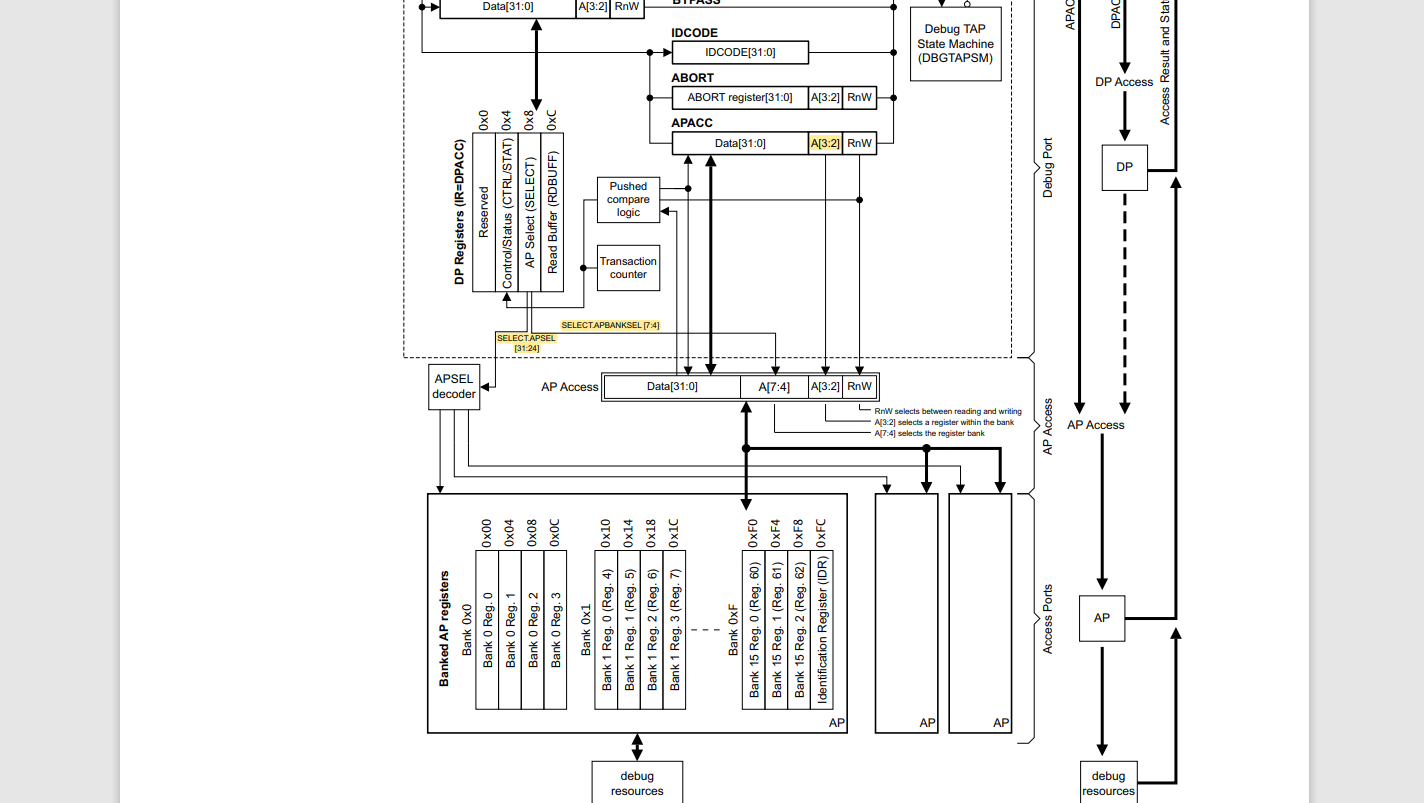 Data[31:0] A[3:2] RnW
BYPASS
IDCODE
IDCODE[31:0]
ABORT
ABORT register[31:0] A[3:2] RnW
APACC
Data[31:0] A[3:2] RnW
Debug TAP
State Machine
(DBGTAPSM)
DP Registers (IR=DPACC)
0x0
0x4
0x8
0xC
Reserved
Control/Status (CTRL/STAT)
AP Select (SELECT)
Read Buffer (RDBUFF)
Pushed
compare
logic
Transaction
counter
SELECT.APBANKSEL [7:4]
SELECT.APSEL
[31:24]
Debug Port
APSEL
decoder
AP Access
Data[31:0] A[7:4] A[3:2] RnW
RnW selects between reading and writing
A[3:2] selects a register within the bank
A[7:4] selects the register bank
AP Access
Banked AP registers
Bank 0x0
0x00
0x04
0x08
0x0C
Bank 0 Reg. 0
Bank 0 Reg. 1
Bank 0 Reg. 2
Bank 0 Reg. 3
Bank 0x1
0x10
0x14
0x18
0x1C
Bank 1 Reg. 0 (Reg. 4)
Bank 1 Reg. 1 (Reg. 5)
Bank 1 Reg. 2 (Reg. 6)
Bank 1 Reg. 3 (Reg. 7)
Bank 0xF
0xF0
0xF4
0xF8
0xFC
Bank 15 Reg. 0 (Reg. 60)
Bank 15 Reg. 1 (Reg. 61)
Bank 15 Reg. 2 (Reg. 62)
Identification Register (IDR)
AP
AP
AP
Access Ports
debug
resources
APAC
DPAC
Access Result and Stat
DP Access
DP
AP Access
AP
debug
resources